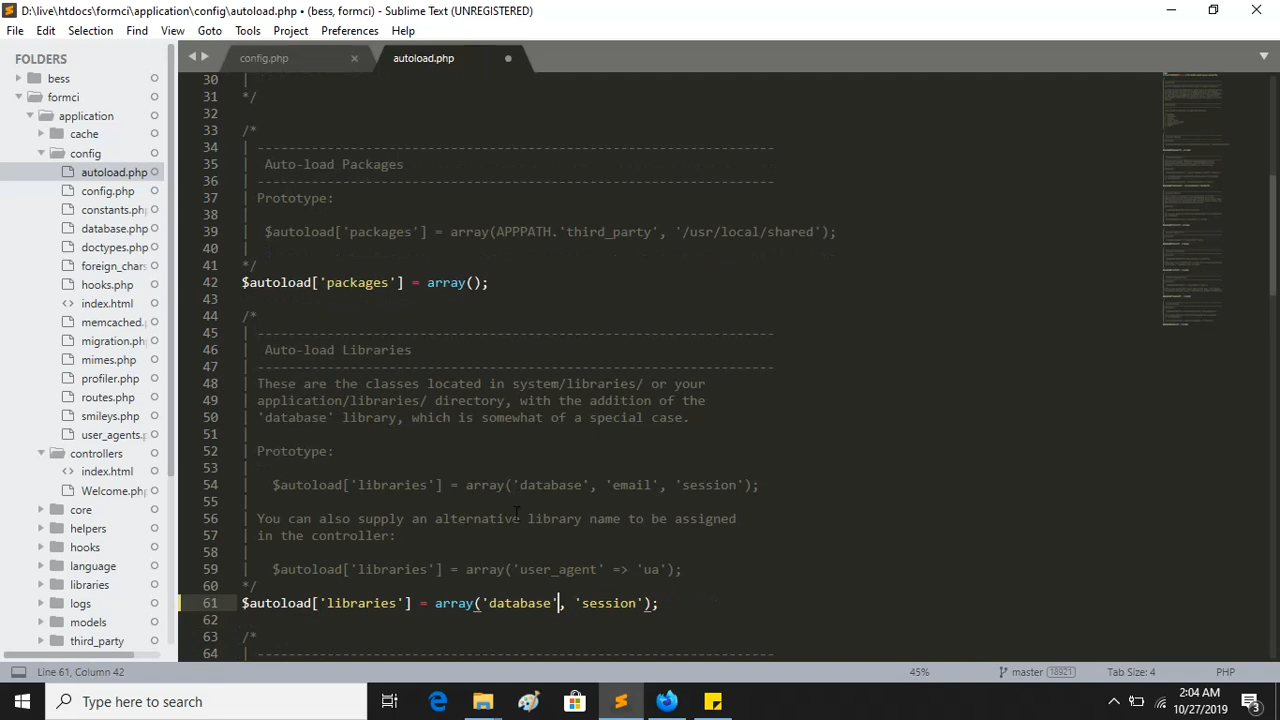 D:\live\htdocs\formci\application\config\autoload.php • (bess, formci) - Sublime Text (UNREGISTERED)
File Edit Selection Find View Goto Tools Project Preferences Help
FOLDERS
bess
formci
application
cache
config
autoload.php
config.php
constants.php
database.php
doctypes.php
foreign_chars
hooks.php
index.html
memcached.php
migration.php
mimes.php
profiler.php
routes.php
smileys.php
user_agents.p
controllers
index.html
Welcome.php
core
helpers
hooks
language
libraries
logs
models
third_party
config.php
autoload.php
30 |
31 */
32
33 /*
34 | -------------------------------------------------------------------
35 |  Auto-load Packages
36 | -------------------------------------------------------------------
37 | Prototype:
38 |
39 |  $autoload['packages'] = array(APPPATH.'third_party', '/usr/local/shared');
40 |
41 */
42 $autoload['packages'] = array();
43
44 /*
45 | -------------------------------------------------------------------
46 |  Auto-load Libraries
47 | -------------------------------------------------------------------
48 | These are the classes located in system/libraries/ or your
49 | application/libraries/ directory, with the addition of the
50 | 'database' library, which is somewhat of a special case.
51 |
52 | Prototype:
53 |
54 |   $autoload['libraries'] = array('database', 'email', 'session');
55 |
56 | You can also supply an alternative library name to be assigned
57 | in the controller:
58 |
59 |   $autoload['libraries'] = array('user_agent' => 'ua');
60 */
61 $autoload['libraries'] = array('database', 'session');
62
63 /*
64 | -------------------------------------------------------------------
Line 61, Column 42
45%
master 18921
Tab Size: 4
PHP
Type here to search
2:04 AM
10/27/2019
3